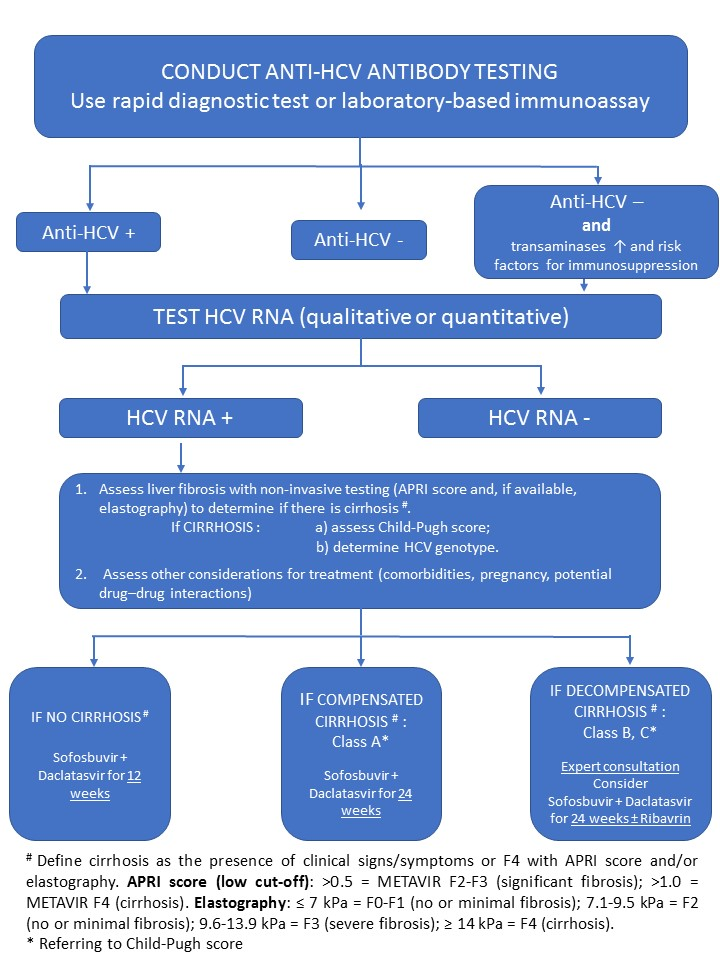 CONDUCT ANTI-HCV ANTIBODY TESTING
Use rapid diagnostic test or laboratory-based immunoassay
Anti-HCV +
Anti-HCV -
Anti-HCV –
and
transaminases ↑ and risk
factors for immunosuppression
TEST HCV RNA (qualitative or quantitative)
HCV RNA +
HCV RNA -
1. Assess liver fibrosis with non-invasive testing (APRI score and, if available,
elastography) to determine if there is cirrhosis #.
If CIRRHOSIS : a) assess Child-Pugh score;
b) determine HCV genotype.
2. Assess other considerations for treatment (comorbidities, pregnancy, potential
drug–drug interactions)
IF NO CIRRHOSIS #
Sofosbuvir +
Daclatasvir for 12
weeks
IF COMPENSATED
CIRRHOSIS # :
Class A*
Sofosbuvir +
Daclatasvir for 24
weeks
IF DECOMPENSATED
CIRRHOSIS # :
Class B, C*
Expert consultation
Consider
Sofosbuvir + Daclatasvir
for 24 weeks ± Ribavrin
# Define cirrhosis as the presence of clinical signs/symptoms or F4 with APRI score and/or
elastography. APRI score (low cut-off): >0.5 = METAVIR F2-F3 (significant fibrosis); >1.0 =
METAVIR F4 (cirrhosis). Elastography: ≤ 7 kPa = F0-F1 (no or minimal fibrosis); 7.1-9.5 kPa = F2
(no or minimal fibrosis); 9.6-13.9 kPa = F3 (severe fibrosis); ≥ 14 kPa = F4 (cirrhosis).
* Referring to Child-Pugh score